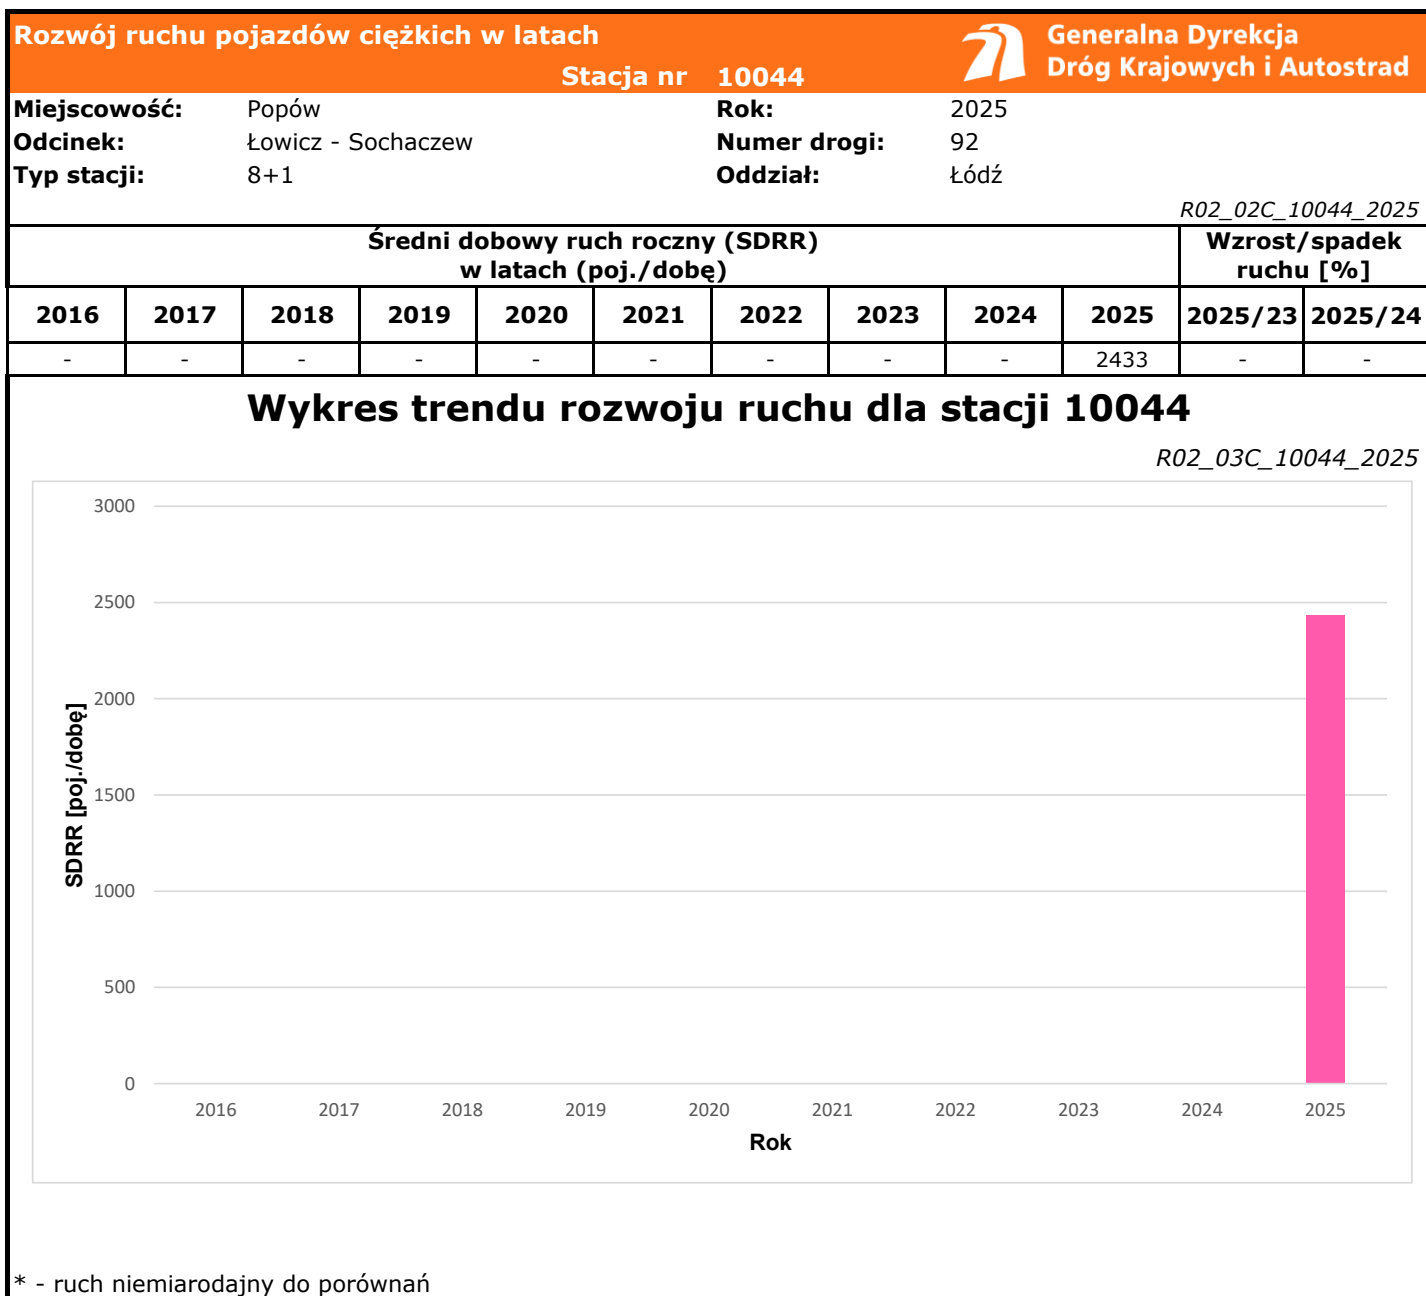 Rozwój ruchu pojazdów ciężkich w latach
Stacja nr 10044
Generalna Dyrekcja
Dróg Krajowych i Autostrad
Miejscowość: Popów Rok: 2025
Odcinek: Łowicz - Sochaczew Numer drogi: 92
Typ stacji: 8+1 Oddział: Łódź
R02_02C_10044_2025
Średni dobowy ruch roczny (SDRR)
w latach (poj./dobę)
Wzrost/spadek
ruchu [%]
2016 2017 2018 2019 2020 2021 2022 2023 2024 2025 2025/23 2025/24
- - - - - - - - - 2433 - -
Wykres trendu rozwoju ruchu dla stacji 10044
R02_03C_10044_2025
3000
2500
2000
1500
1000
500
0
SDRR [poj./dobę]
2016 2017 2018 2019 2020 2021 2022 2023 2024 2025
Rok
* - ruch niemiarodajny do porównań